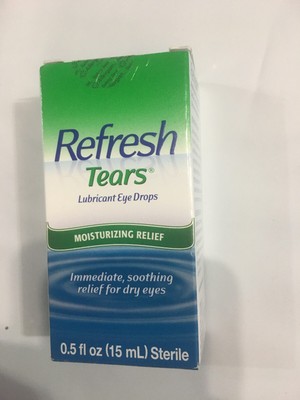 Refresh
Tears®
Lubricant Eye Drops
MOISTURIZING RELIEF
Immediate, soothing
relief for dry eyes
0.5 fl oz (15 mL) Sterile